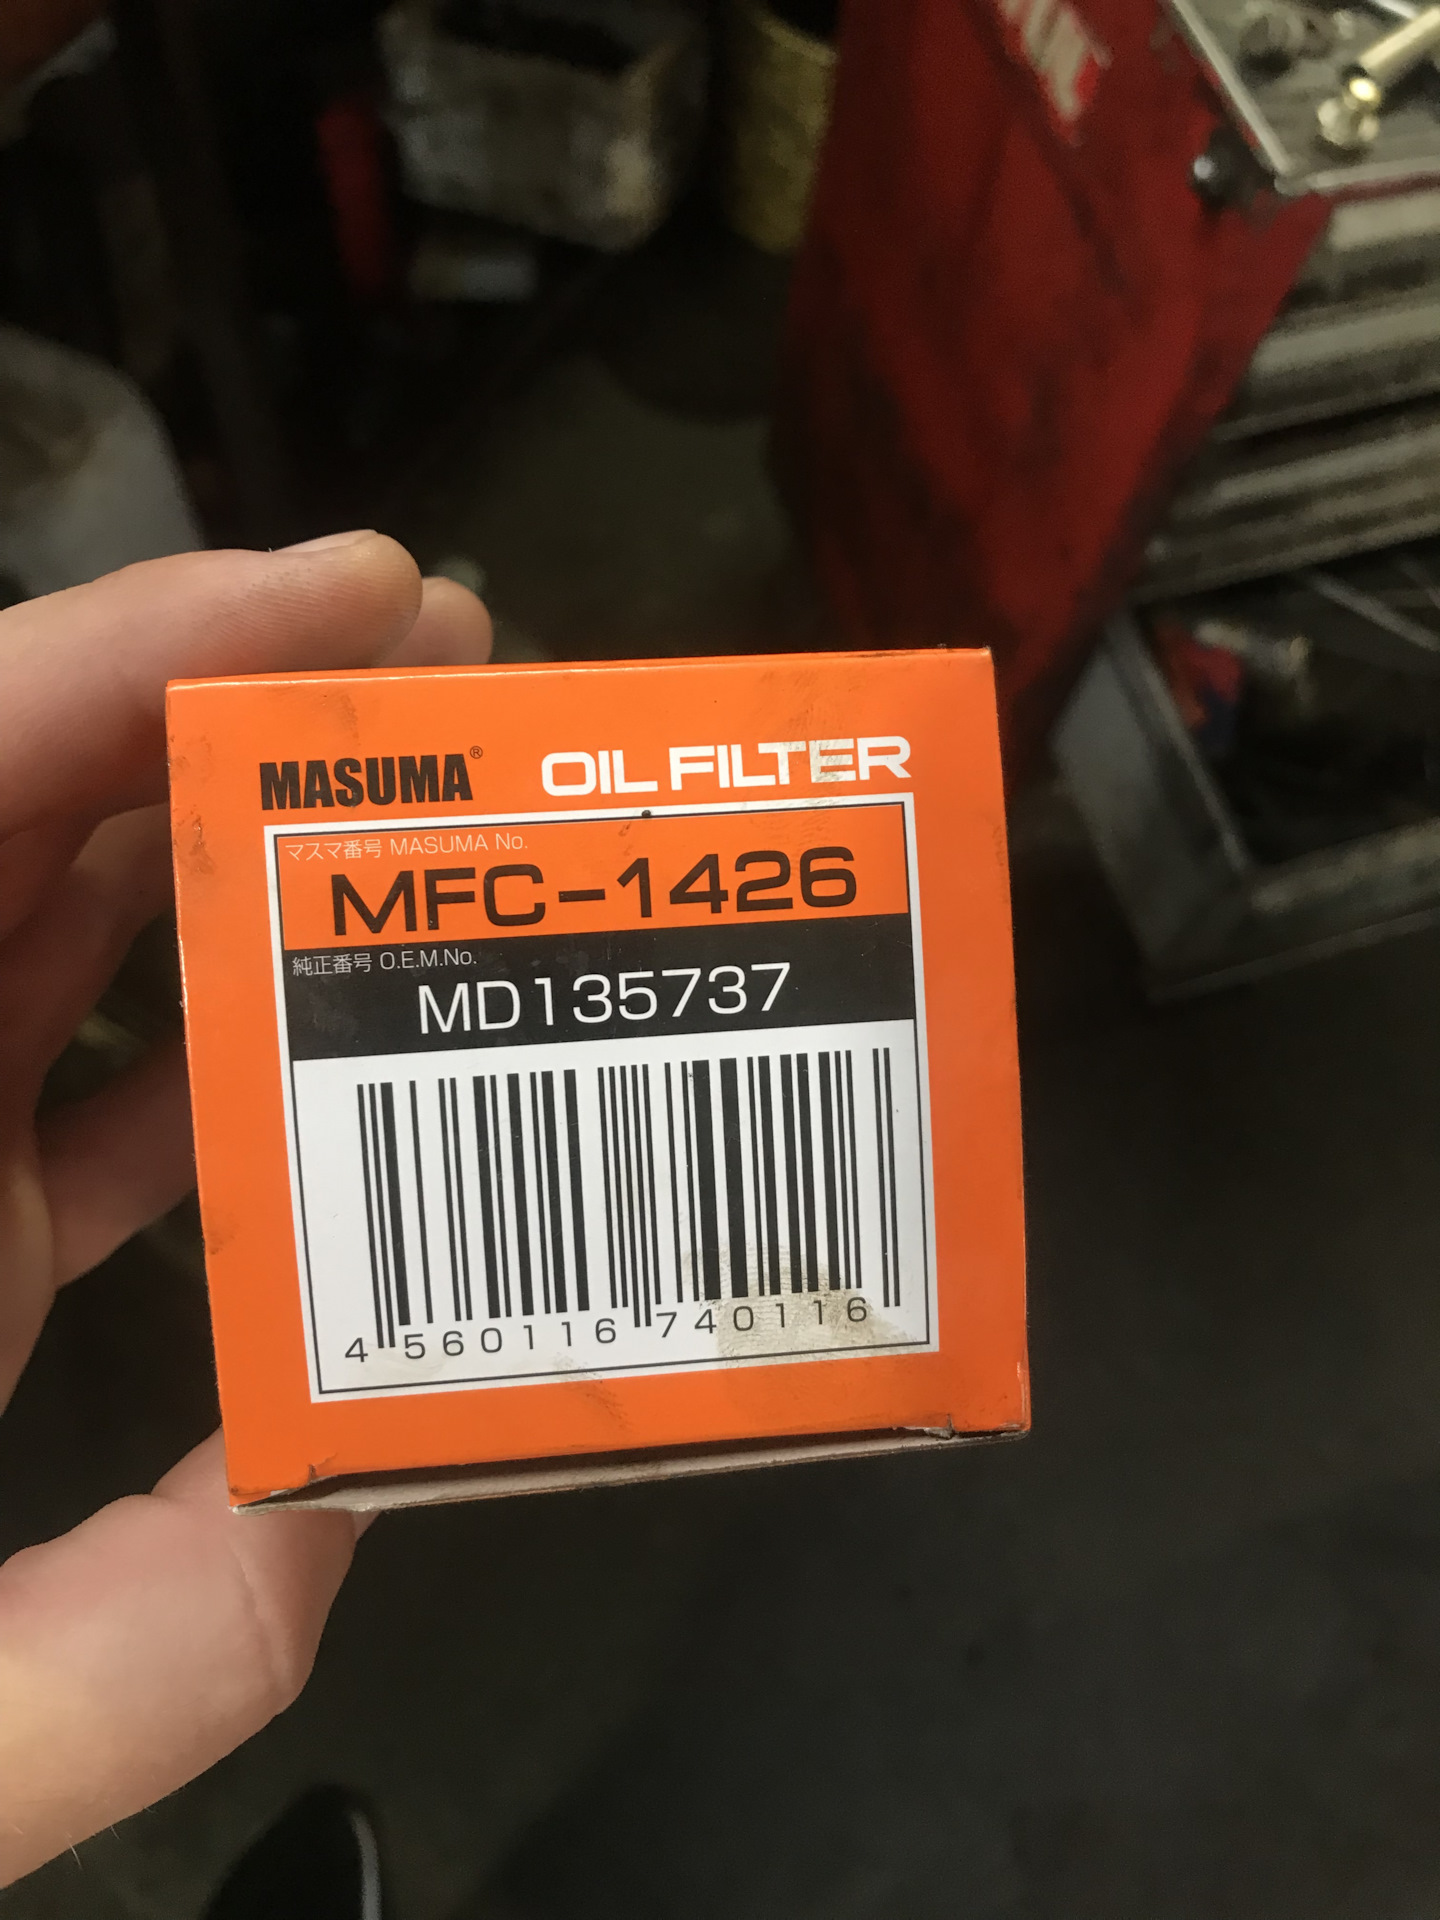 MASUMA® OIL FILTER
マスマ番号 MASUMA No.
MFC-1426
純正番号 O.E.M.No.
MD135737
4 560116 740116